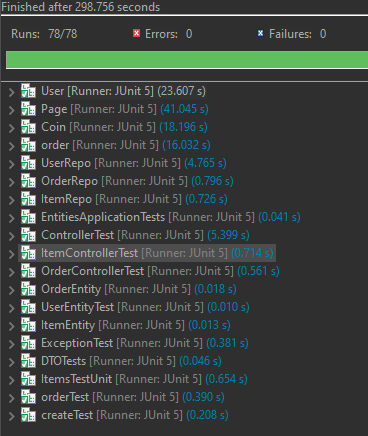 Finished after 298.756 seconds
Runs: 78/78 Errors: 0 Failures: 0
User [Runner: JUnit 5] (23.607 s)
Page [Runner: JUnit 5] (41.045 s)
Coin [Runner: JUnit 5] (18.196 s)
order [Runner: JUnit 5] (16.032 s)
UserRepo [Runner: JUnit 5] (4.765 s)
OrderRepo [Runner: JUnit 5] (0.796 s)
ItemRepo [Runner: JUnit 5] (0.726 s)
EntitiesApplicationTests [Runner: JUnit 5] (0.041 s)
ControllerTest [Runner: JUnit 5] (5.399 s)
ItemControllerTest [Runner: JUnit 5] (0.714 s)
OrderControllerTest [Runner: JUnit 5] (0.561 s)
OrderEntity [Runner: JUnit 5] (0.018 s)
UserEntityTest [Runner: JUnit 5] (0.010 s)
ItemEntity [Runner: JUnit 5] (0.013 s)
ExceptionTest [Runner: JUnit 5] (0.381 s)
DTOTests [Runner: JUnit 5] (0.046 s)
ItemsTestUnit [Runner: JUnit 5] (0.654 s)
orderTest [Runner: JUnit 5] (0.390 s)
createTest [Runner: JUnit 5] (0.208 s)